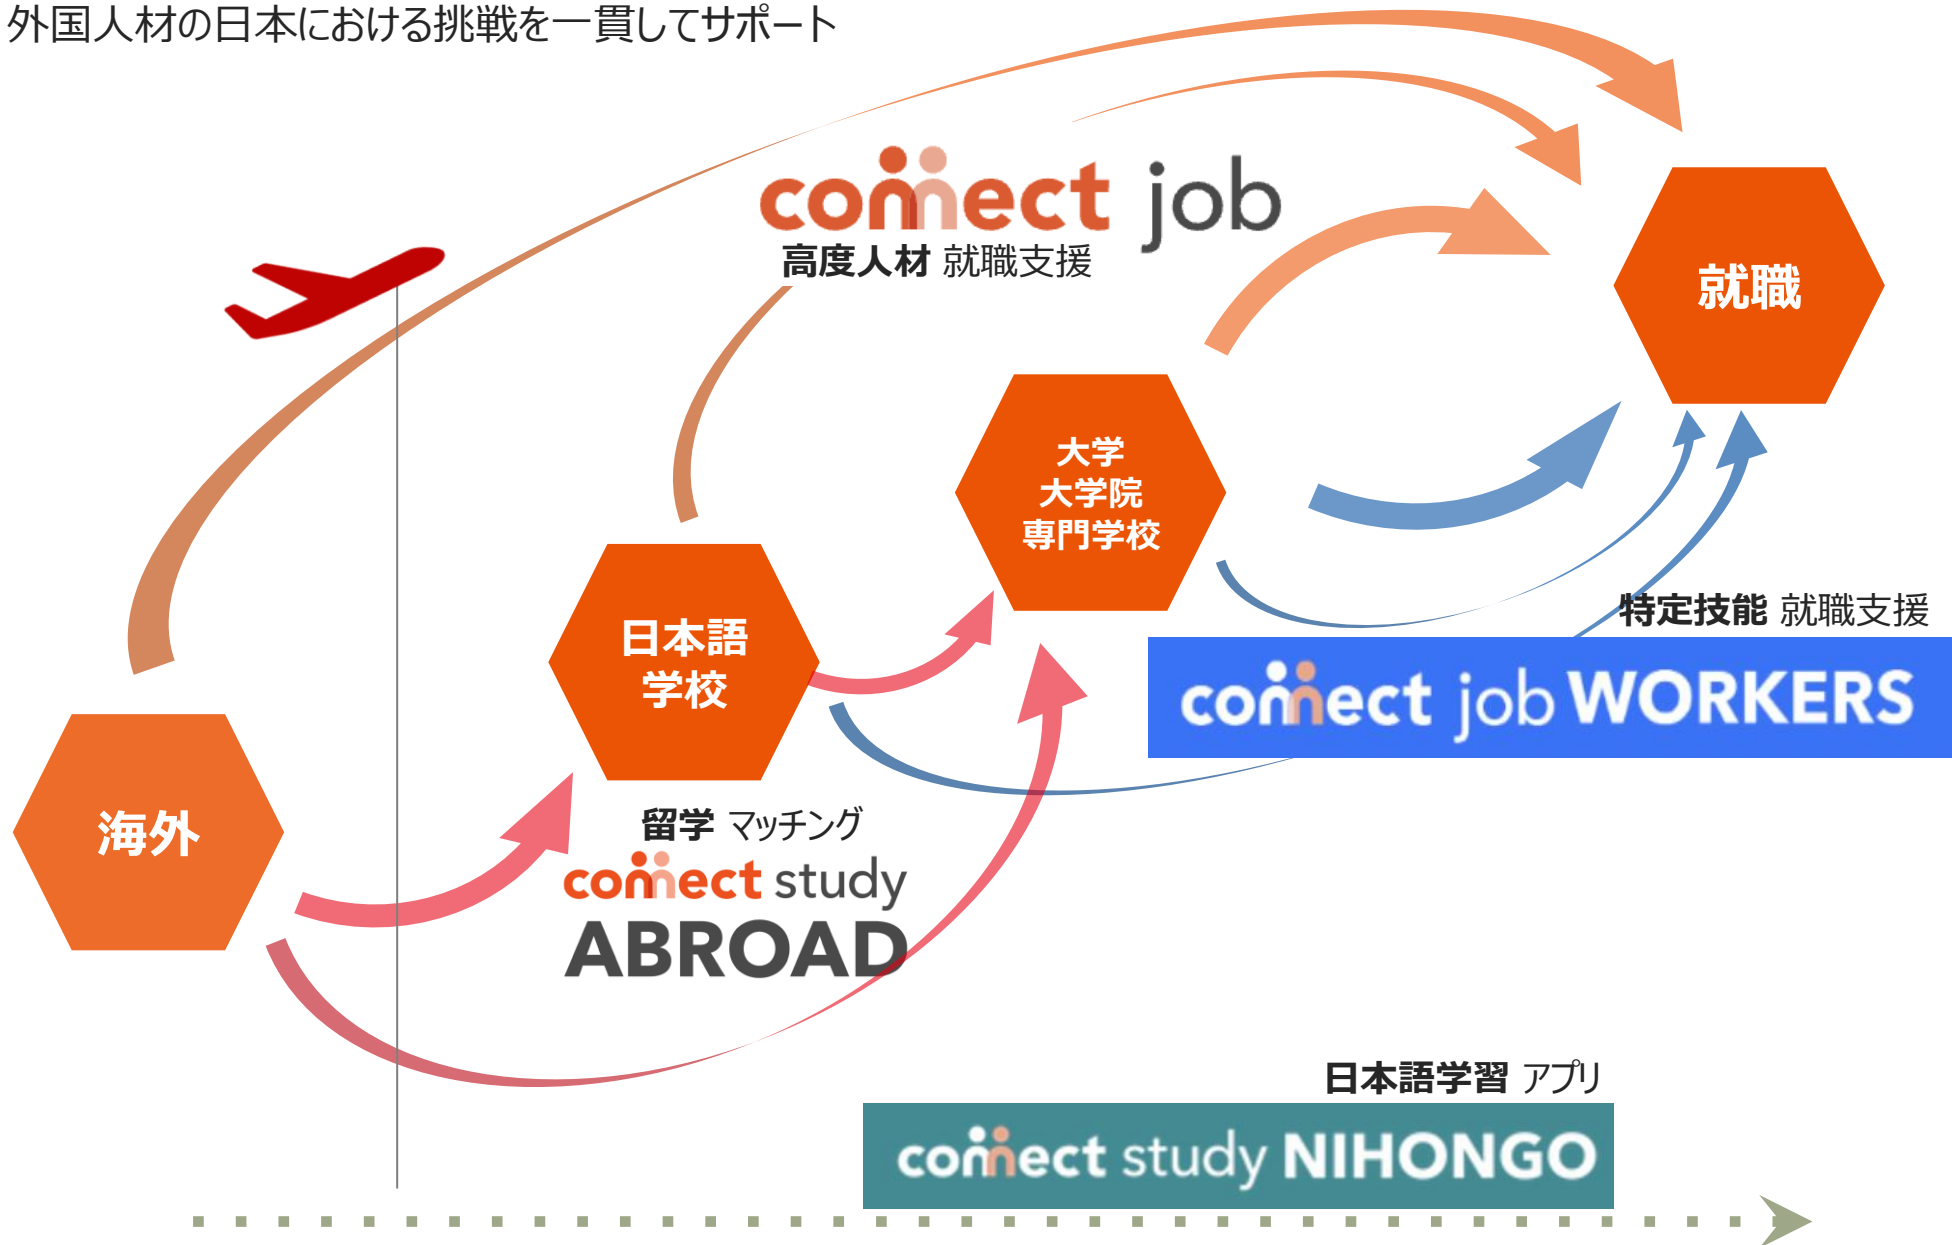 外国人材の日本における挑戦を一貫してサポート
connect job
高度人材 就職支援
就職
大学
大学院
専門学校
日本語
学校
特定技能 就職支援
connect job WORKERS
海外
留学 マッチング
connect study
ABROAD
日本語学習 アプリ
connect study NIHONGO